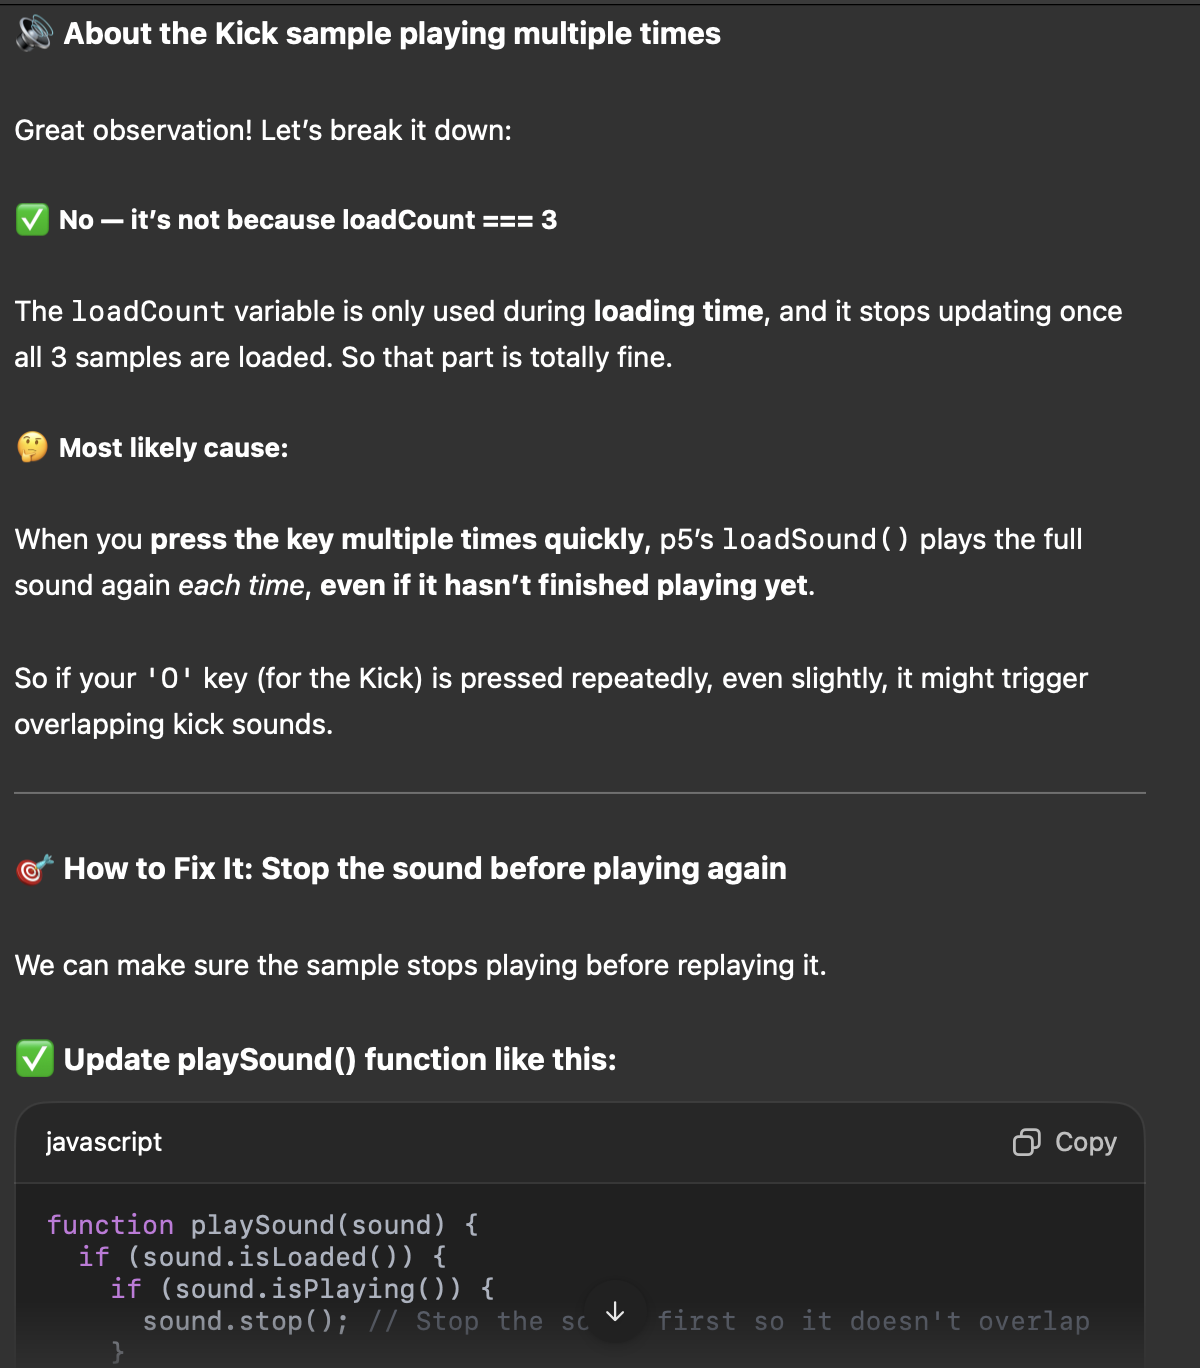 🔊 About the Kick sample playing multiple times
Great observation! Let’s break it down:
✅ No — it’s not because loadCount === 3
The loadCount variable is only used during loading time, and it stops updating once
all 3 samples are loaded. So that part is totally fine.
🤔 Most likely cause:
When you press the key multiple times quickly, p5’s loadSound() plays the full
sound again each time, even if it hasn’t finished playing yet.
So if your 'O' key (for the Kick) is pressed repeatedly, even slightly, it might trigger
overlapping kick sounds.
🎯 How to Fix It: Stop the sound before playing again
We can make sure the sample stops playing before replaying it.
✅ Update playSound() function like this:
javascript
Copy
function playSound(sound) {
if (sound.isLoaded()) {
if (sound.isPlaying()) {
sound.stop(); // Stop the first so it doesn't overlap
}